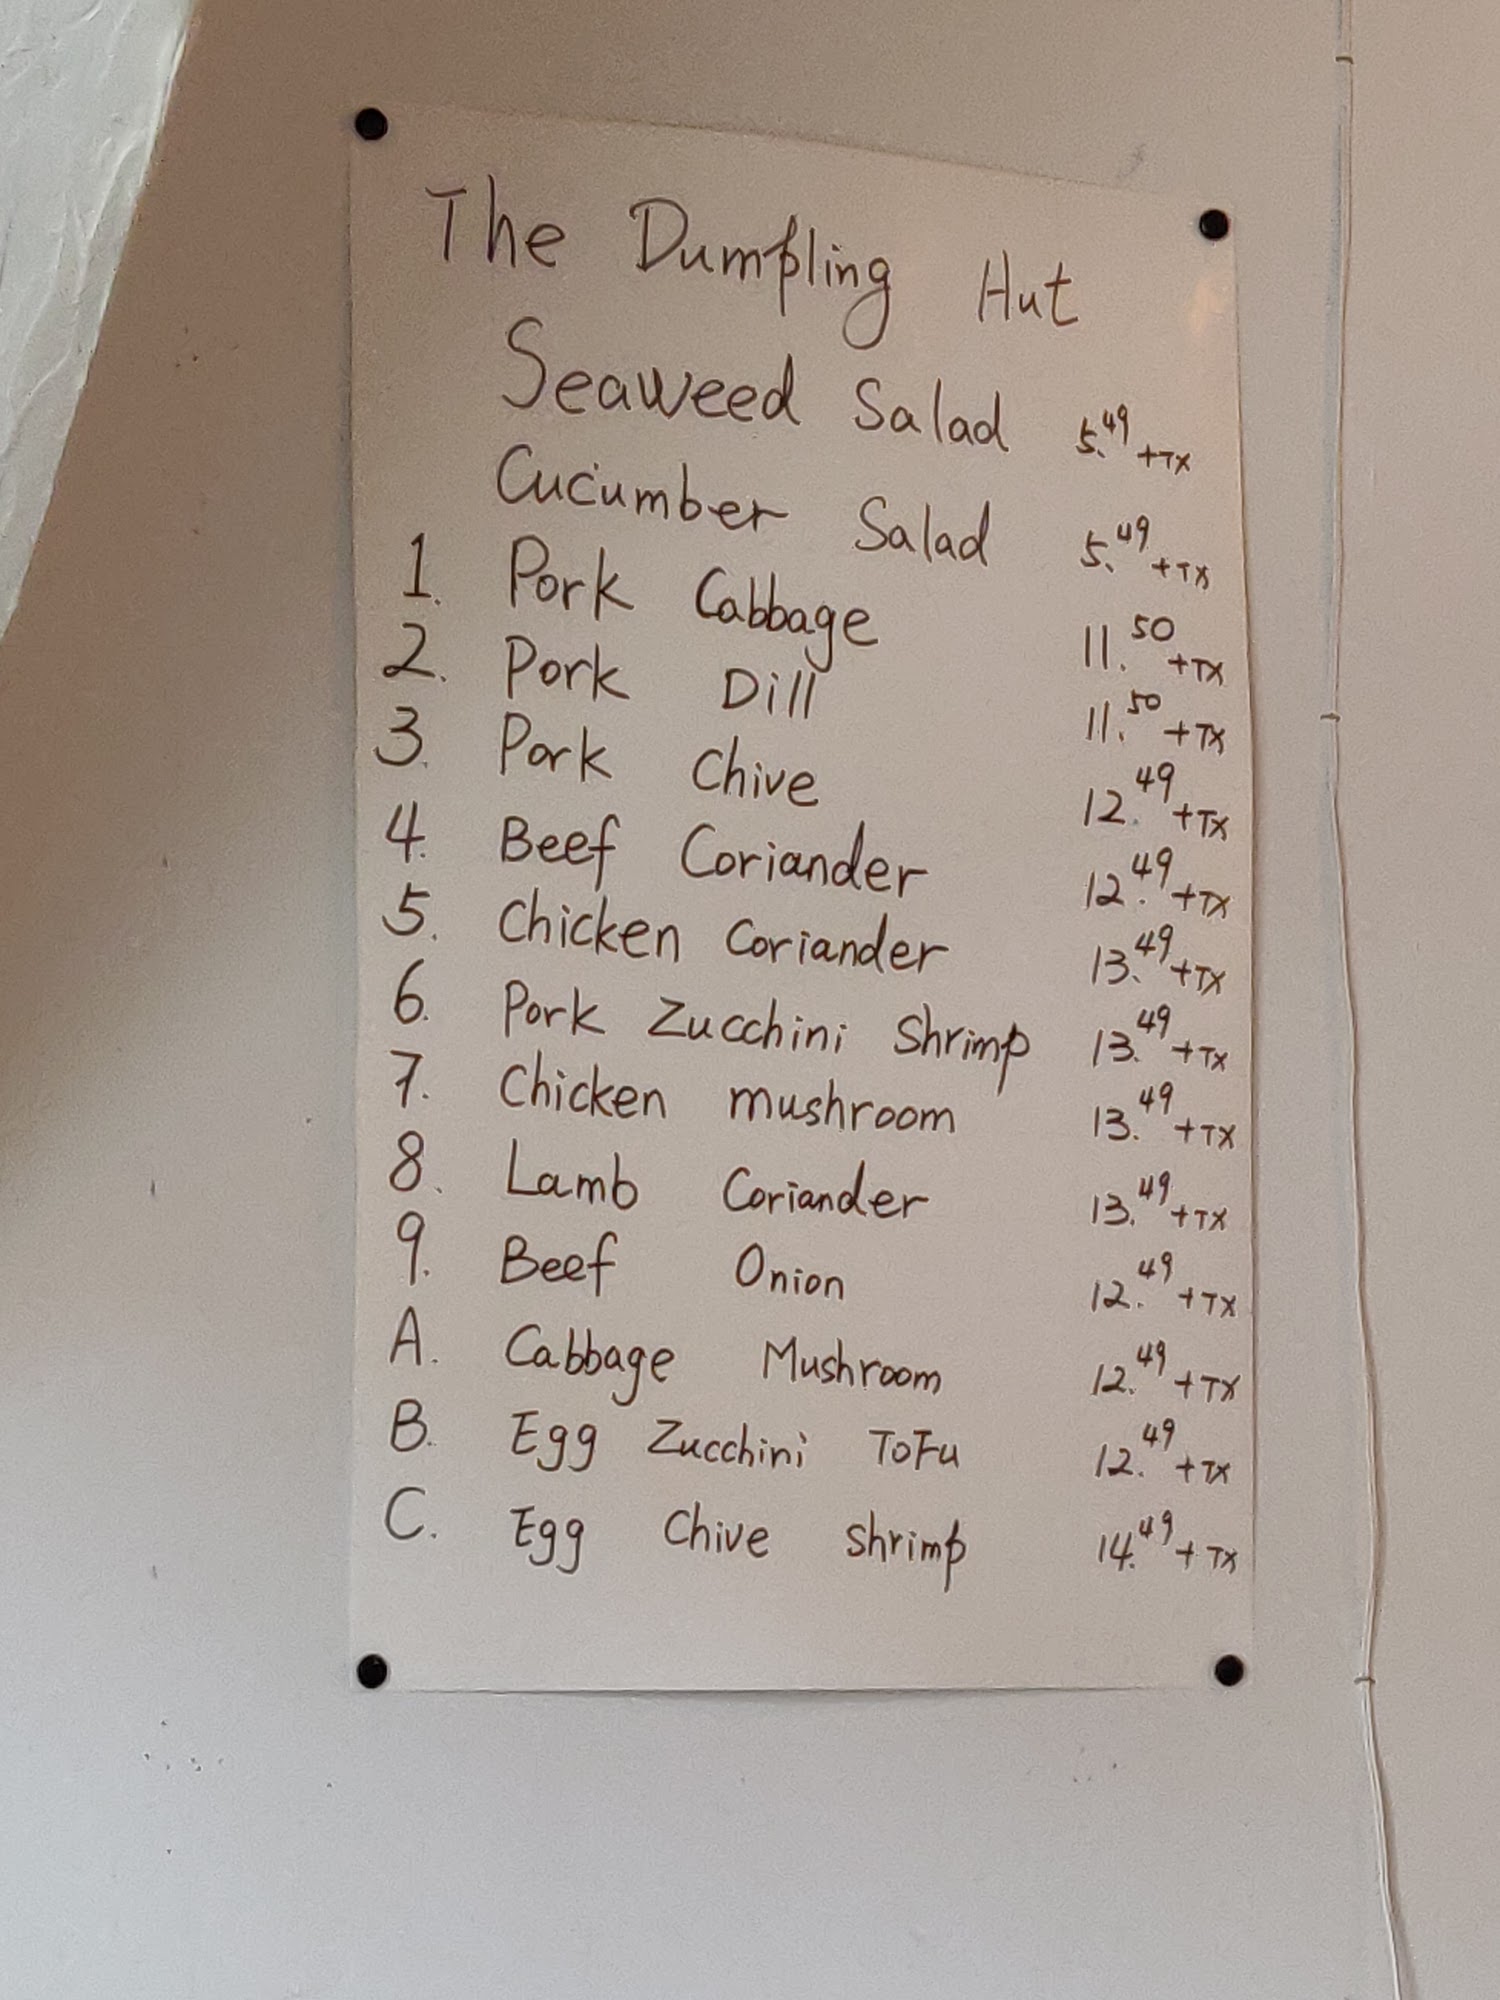 The Dumpling Hut
Seaweed Salad 5.49 +TX
Cucumber Salad 5.49 +TX
1. Pork Cabbage 11.50 +TX
2. Pork Dill 11.50 +TX
3. Pork Chive 12.49 +TX
4. Beef Coriander 12.49 +TX
5. Chicken Coriander 13.49 +TX
6. Pork Zucchini Shrimp 13.49 +TX
7. Chicken mushroom 13.49 +TX
8. Lamb Coriander 13.49 +TX
9. Beef Onion 12.49 +TX
A. Cabbage Mushroom 12.49 +TX
B. Egg Zucchini ToFu 12.49 +TX
C. Egg Chive Shrimp 14.49 +TX